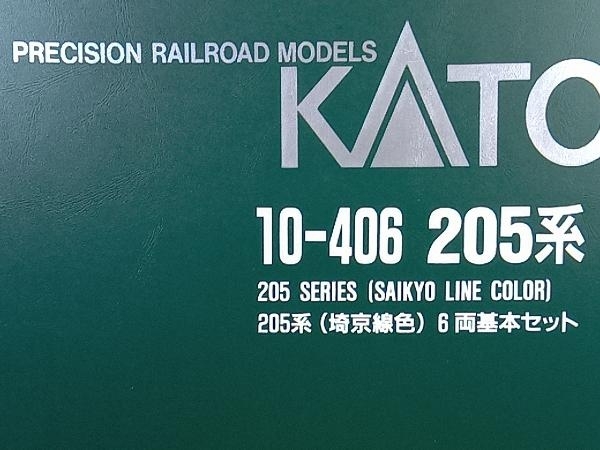 PRECISION RAILROAD MODELS
KATO
10-406 205系
205 SERIES (SAIKYO LINE COLOR)
205系(埼京線色) 6両基本セット